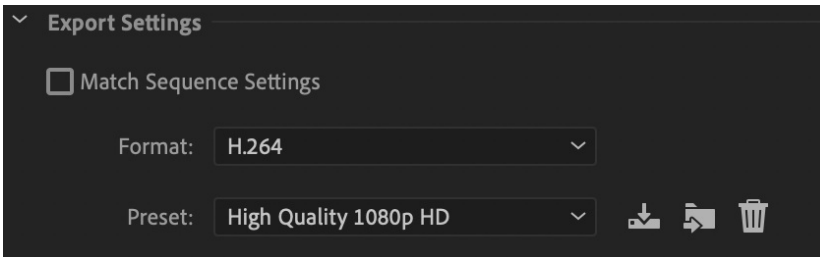 Export Settings
Match Sequence Settings
Format: H.264
Preset: High Quality 1080p HD